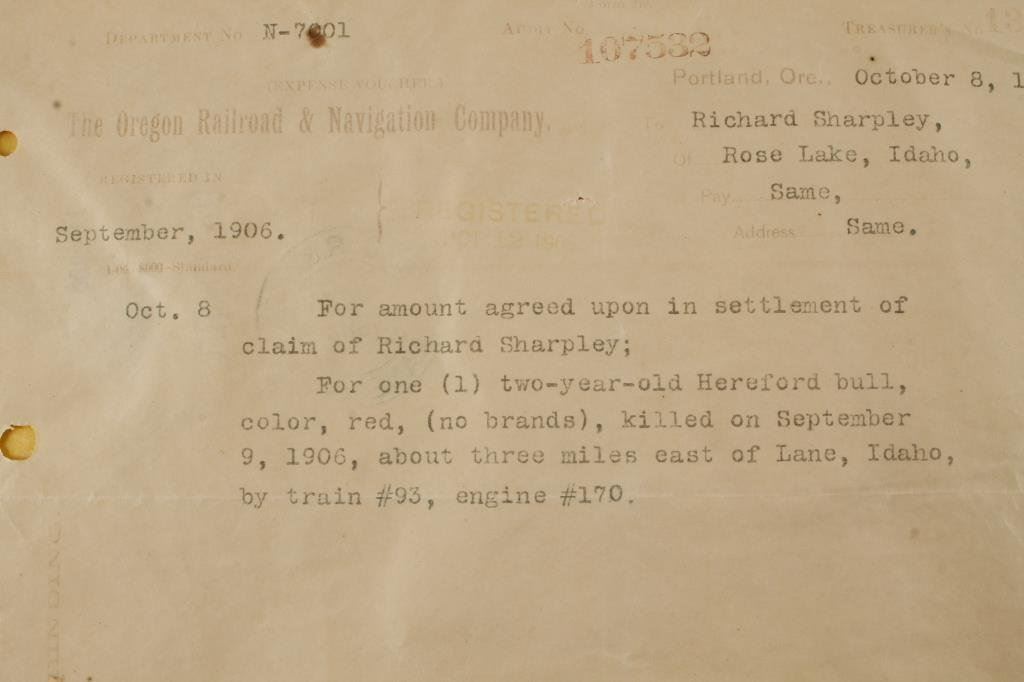 DEPARTMENT No. N-7001
AUDIT No. 107532
TREASURER'S No.
(EXPENSE VOUCHER)
Portland, Ore., October 8, 1
The Oregon Railroad & Navigation Company,
To Richard Sharpley,
Of Rose Lake, Idaho,
REGISTERED IN
Pay Same,
REGISTERED
September, 1906.
Address Same.
Oct. 8 For amount agreed upon in settlement of
claim of Richard Sharpley;
For one (1) two-year-old Hereford bull,
color, red, (no brands), killed on September
9, 1906, about three miles east of Lane, Idaho,
by train #93, engine #170.